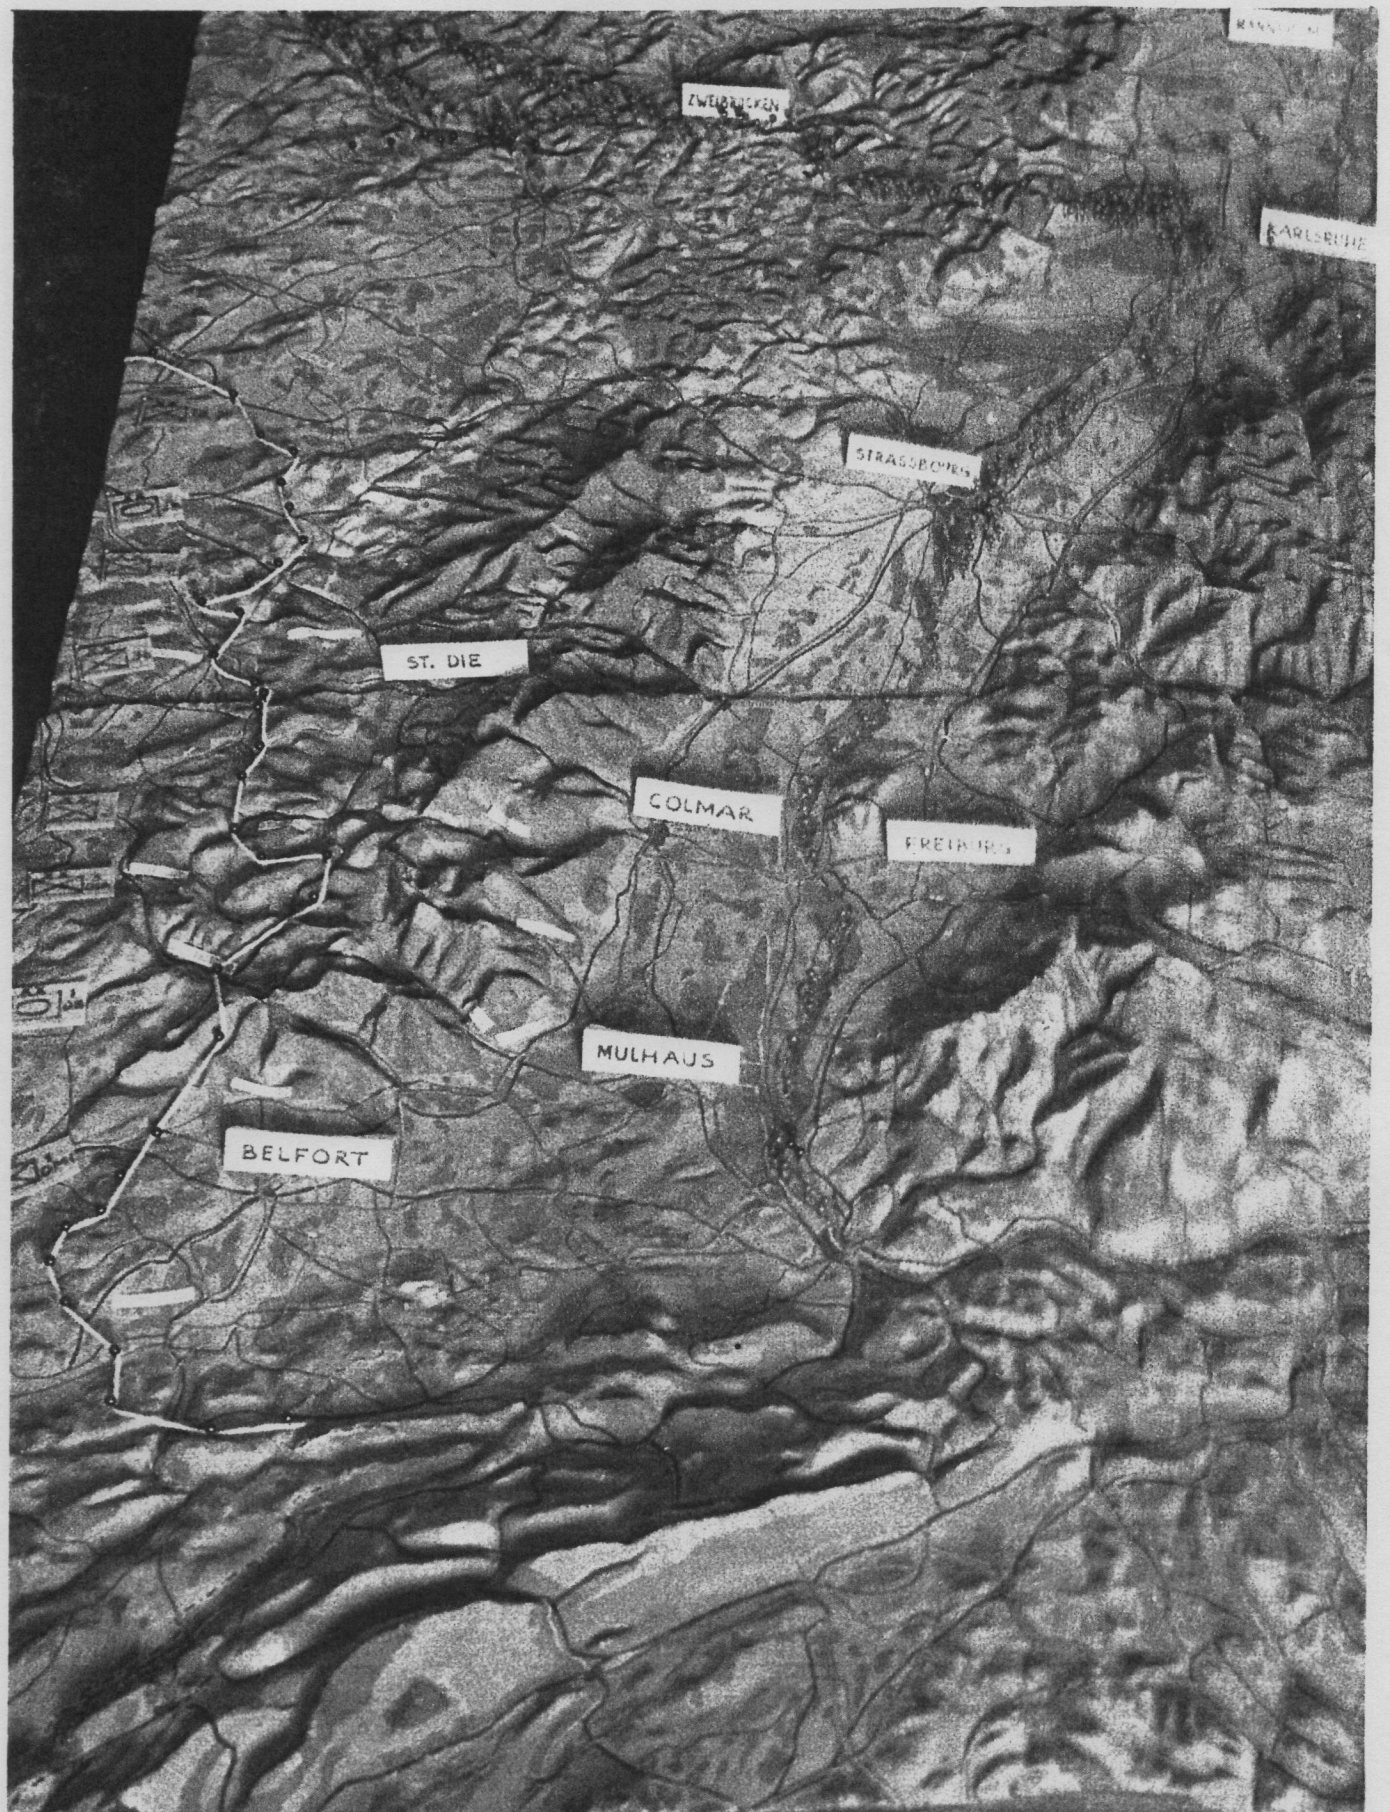 ZWEIBRÜCKEN
KARLSRUHE
STRASSBOURG
ST. DIE
COLMAR
FREIBURG
MULHAUS
BELFORT